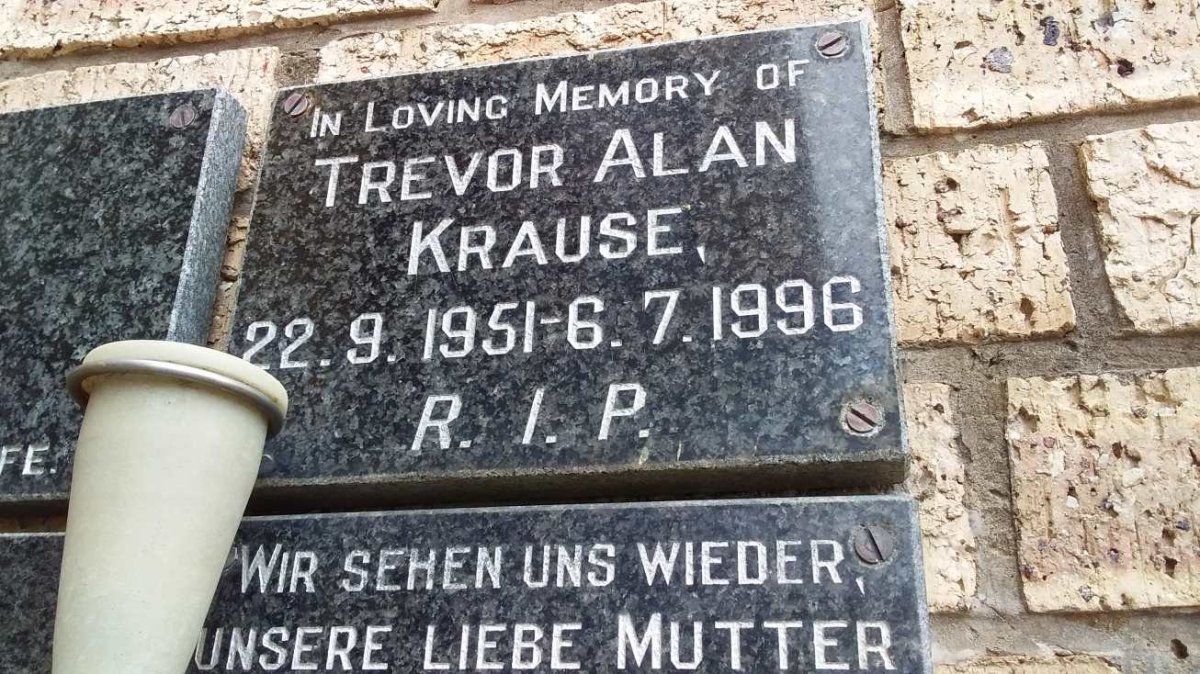 IN LOVING MEMORY OF
TREVOR ALAN
KRAUSE,
22.9.1951-6.7.1996
R. I. P.
FE.
"WIR SEHEN UNS WIEDER,
UNSERE LIEBE MUTTER